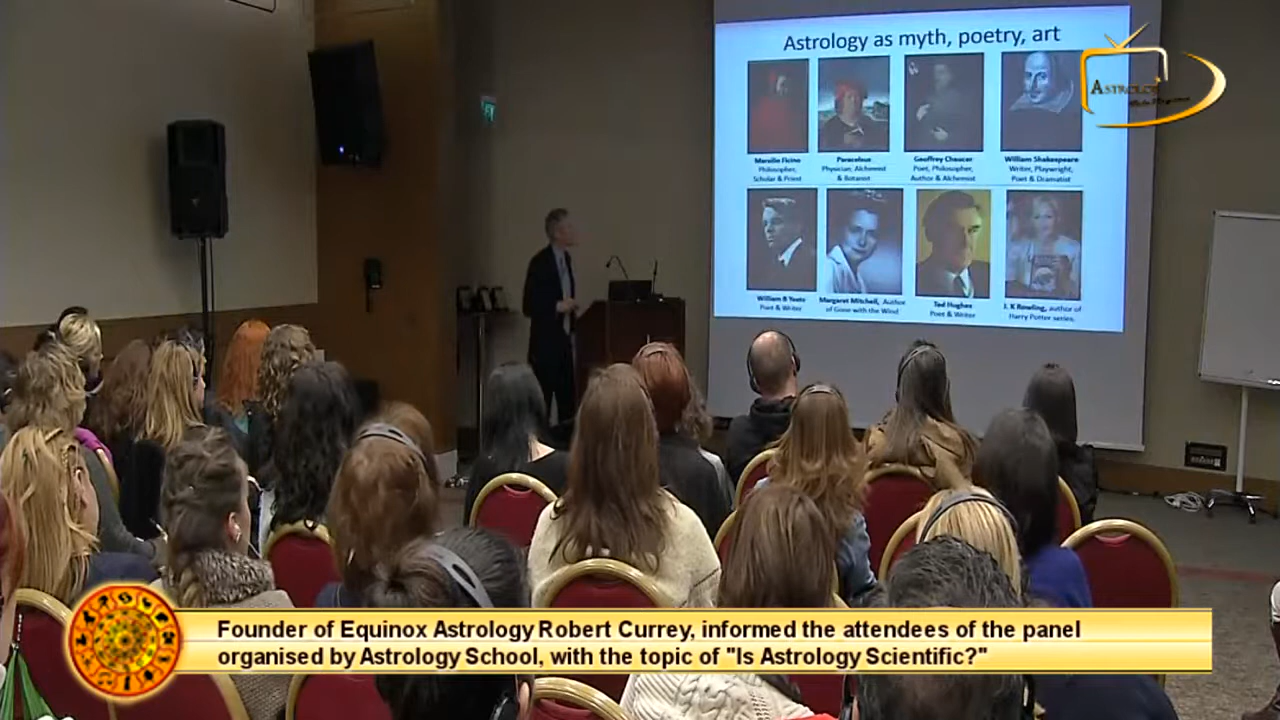 Astrology as myth, poetry, art
Marsilio Ficino
Philosopher,
Scholar & Priest
Paracelsus
Physician, Alchemist
& Botanist
Geoffrey Chaucer
Poet, Philosopher,
Author & Alchemist
William Shakespeare
Writer, Playwright,
Poet & Dramatist
William B Yeats
Poet & Writer
Margaret Mitchell, Author
of Gone with the Wind
Ted Hughes
Poet & Writer
J. K Rowling, author of
Harry Potter series.
Founder of Equinox Astrology Robert Currey, informed the attendees of the panel
organised by Astrology School, with the topic of "Is Astrology Scientific?"